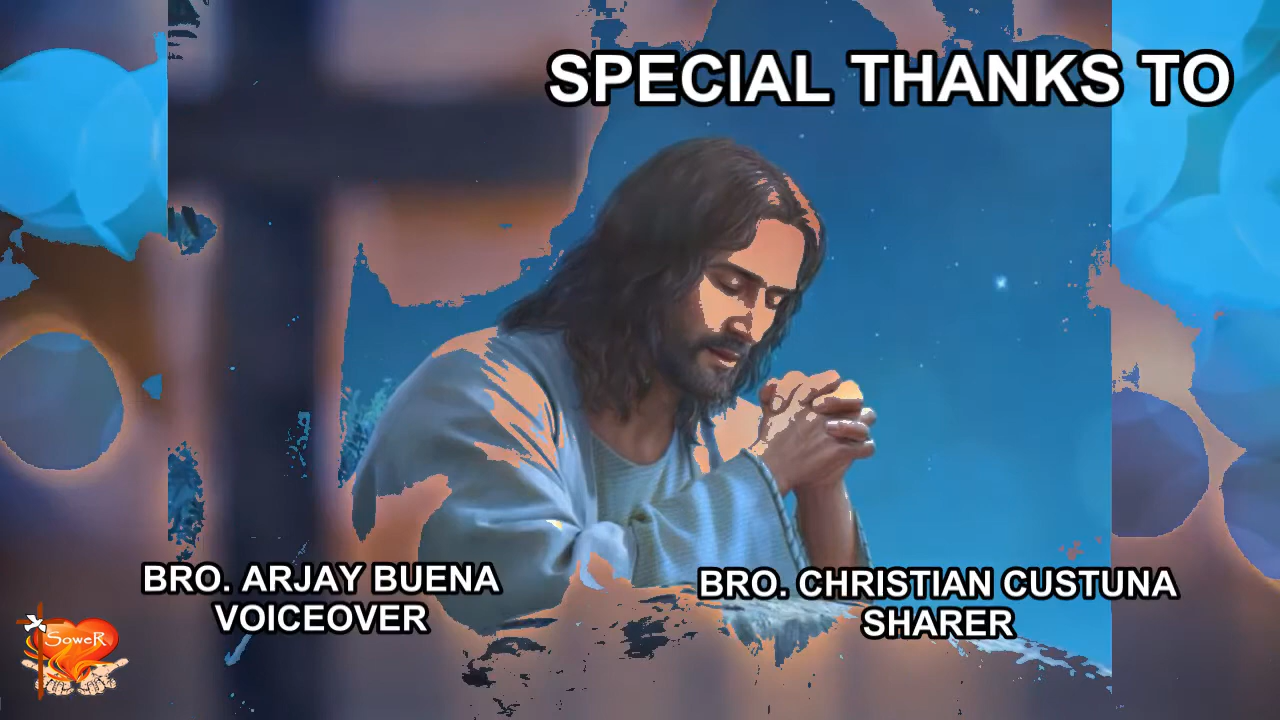 SPECIAL THANKS TO
BRO. ARJAY BUENA
VOICEOVER
BRO. CHRISTIAN CUSTUNA
SHARER
SoweR